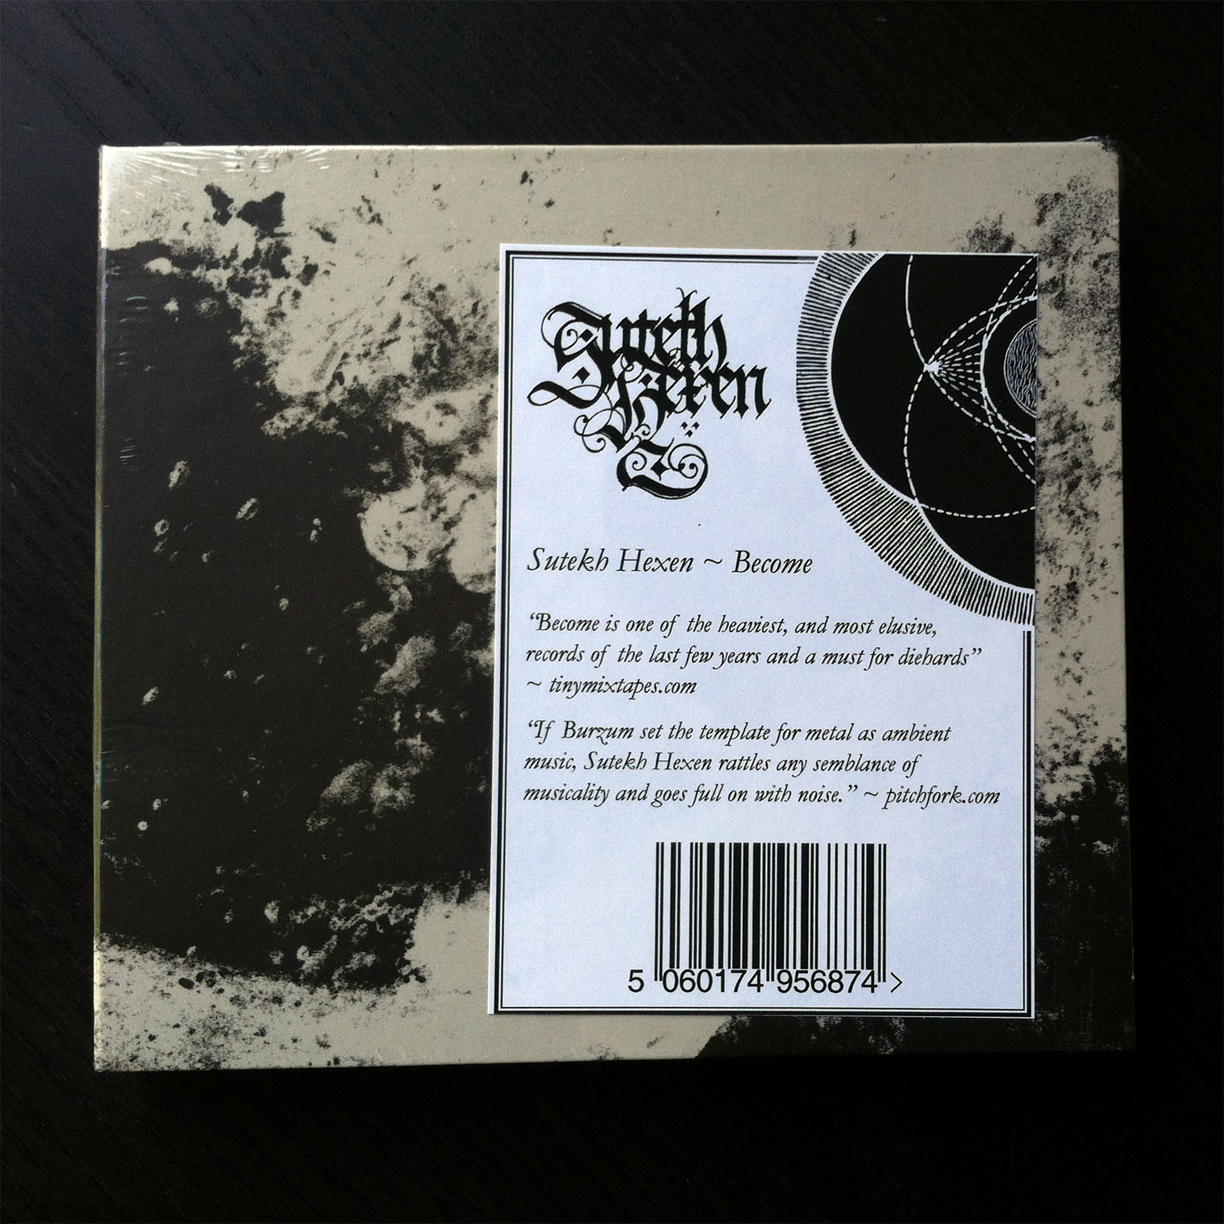 Sutekh
Hexen
Sutekh Hexen ~ Become
“Become is one of the heaviest, and most elusive,
records of the last few years and a must for diehards”
~ tinymixtapes.com
“If Burzum set the template for metal as ambient
music, Sutekh Hexen rattles any semblance of
musicality and goes full on with noise.” ~ pitchfork.com
5 060174 956874 >